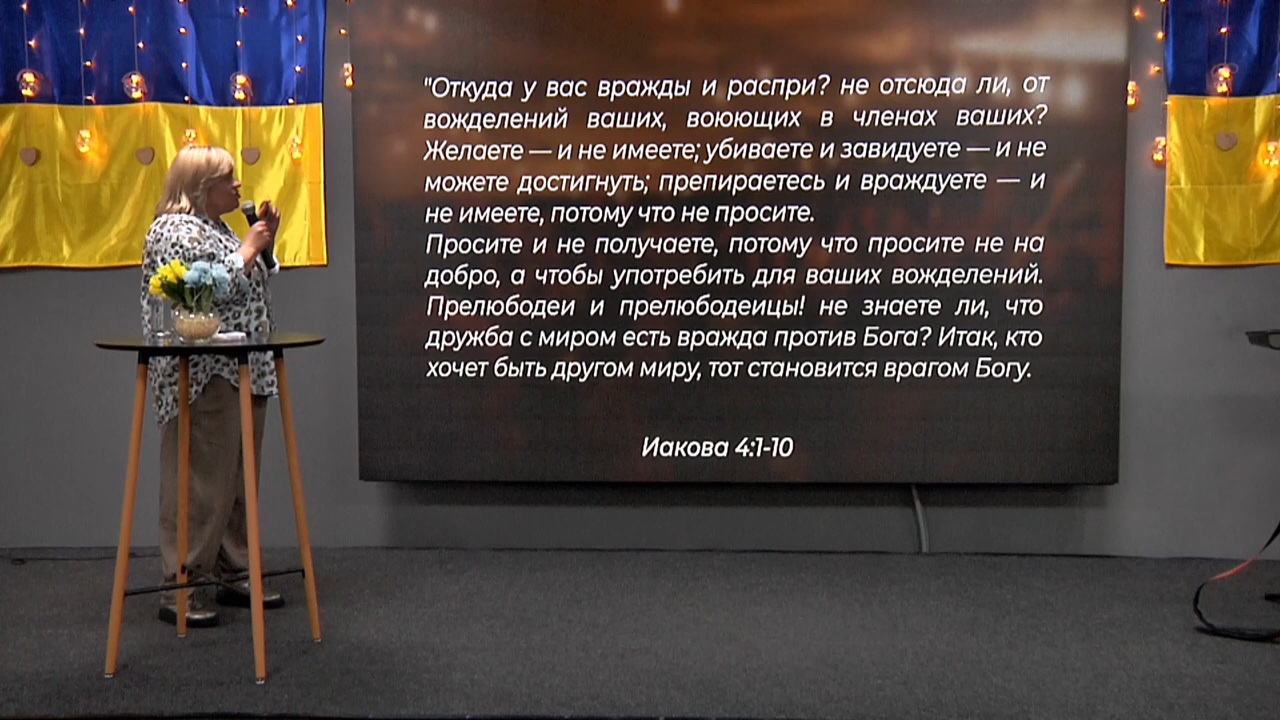 "Откуда у вас вражды и распри? не отсюда ли, от
вожделений ваших, воюющих в членах ваших?
Желаете — и не имеете; убиваете и завидуете — и не
можете достигнуть; препираетесь и враждуете — и
не имеете, потому что не просите.
Просите и не получаете, потому что просите не на
добро, а чтобы употребить для ваших вожделений.
Прелюбодеи и прелюбодеицы! не знаете ли, что
дружба с миром есть вражда против Бога? Итак, кто
хочет быть другом миру, тот становится врагом Богу.
Иакова 4:1-10